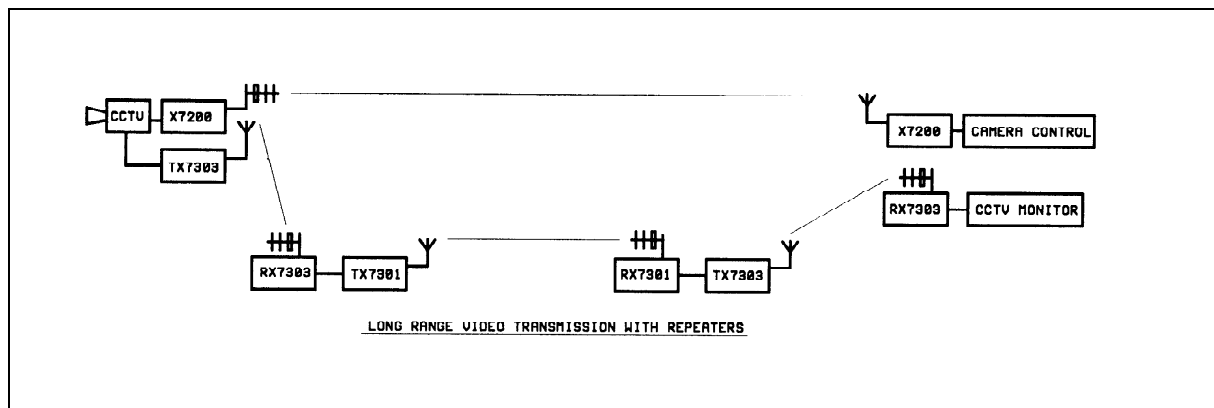 CCTV
X7200
TX7303
X7200
CAMERA CONTROL
RX7303
CCTV MONITOR
RX7303
TX7301
RX7301
TX7303
LONG RANGE VIDEO TRANSMISSION WITH REPEATERS